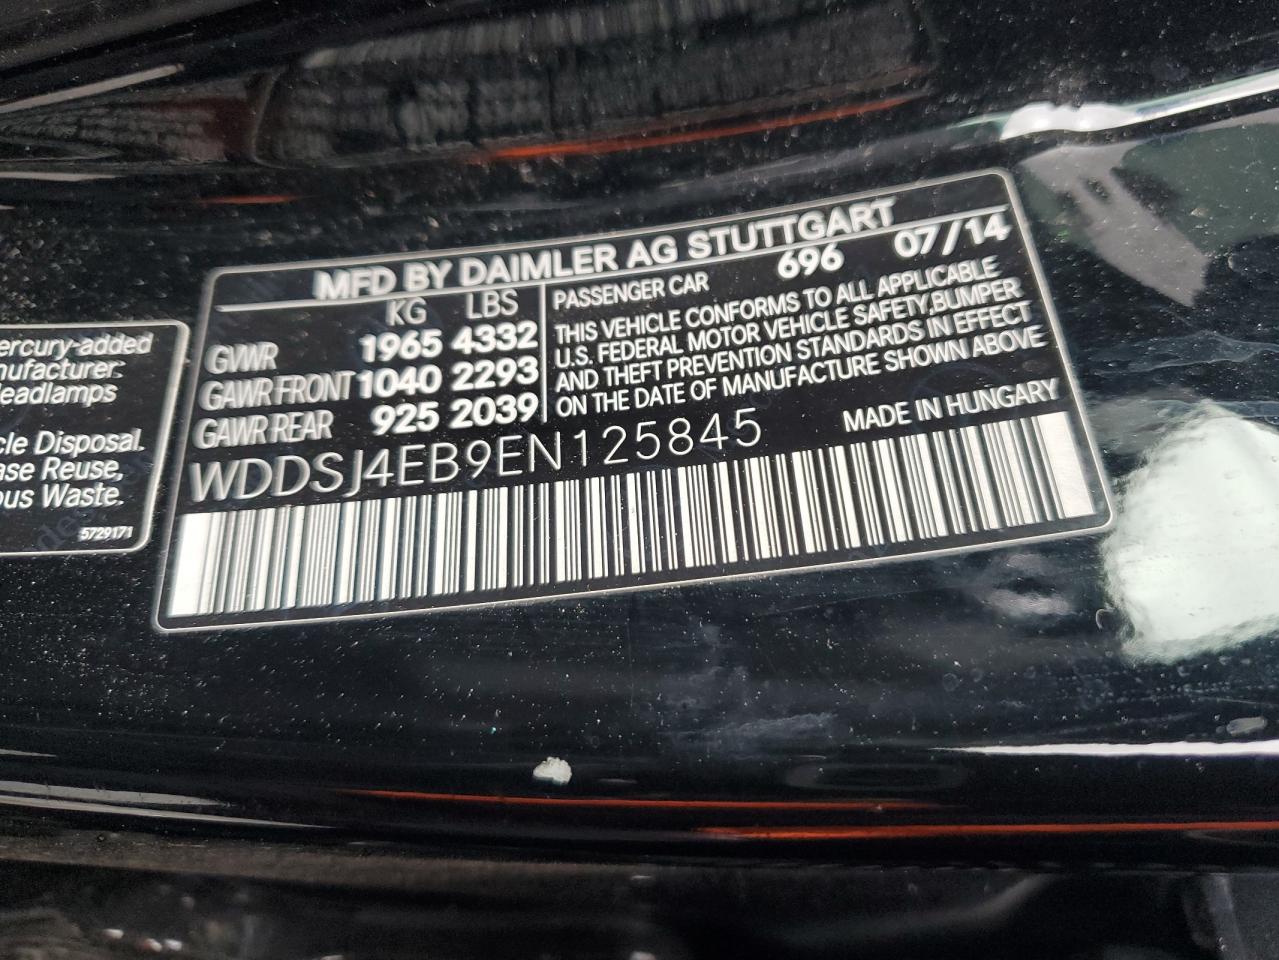 MFD BY DAIMLER AG STUTTGART
KG LBS
GVWR 1965 4332
GAWR FRONT 1040 2293
GAWR REAR 925 2039
PASSENGER CAR 696 07/14
THIS VEHICLE CONFORMS TO ALL APPLICABLE
U.S. FEDERAL MOTOR VEHICLE SAFETY,BUMPER
AND THEFT PREVENTION STANDARDS IN EFFECT
ON THE DATE OF MANUFACTURE SHOWN ABOVE
WDDSJ4EB9EN125845
MADE IN HUNGARY
ercury-added
nufacturer:
eadlamps
cle Disposal.
ase Reuse,
ous Waste.
5729171